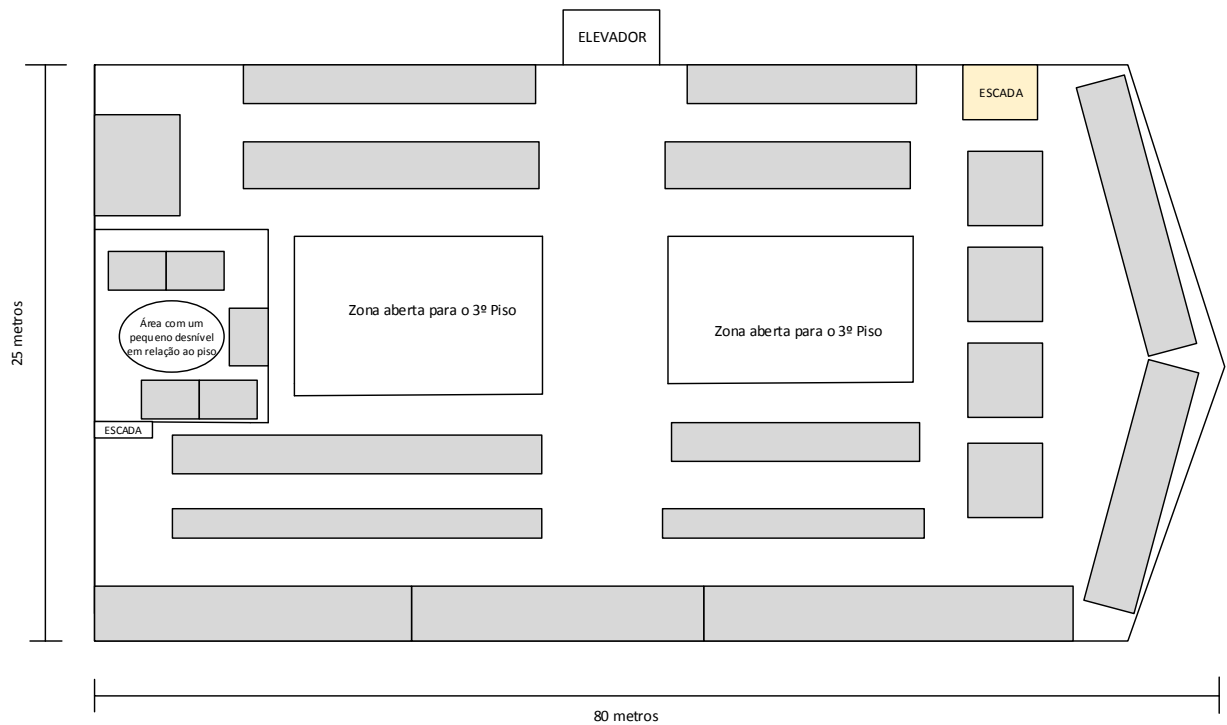 ELEVADOR
ESCADA
Zona aberta para o 3º Piso
Zona aberta para o 3º Piso
Área com um
pequeno desnível
em relação ao piso
ESCADA
25 metros
80 metros